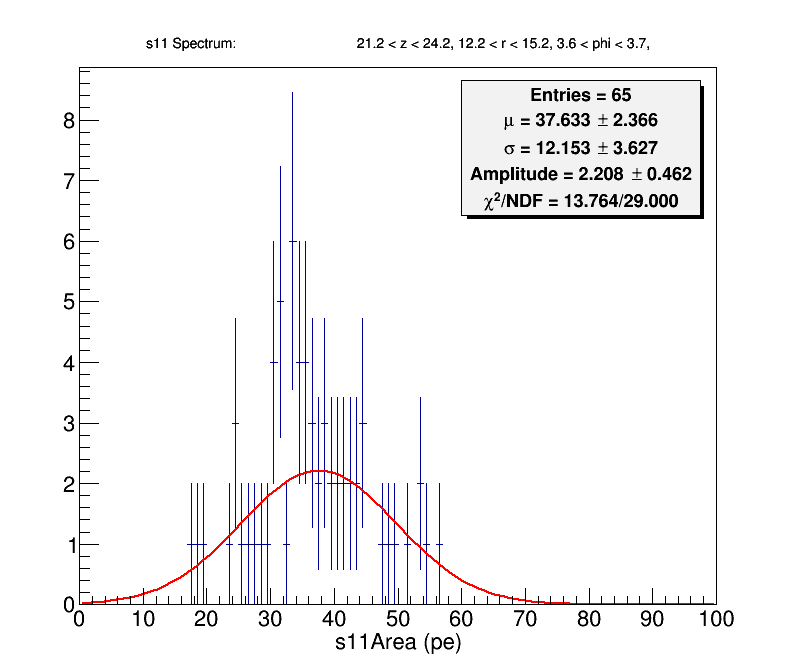 s11 Spectrum: 21.2 < z < 24.2, 12.2 < r < 15.2, 3.6 < phi < 3.7,
Entries = 65
μ = 37.633 ± 2.366
σ = 12.153 ± 3.627
Amplitude = 2.208 ± 0.462
χ²/NDF = 13.764/29.000
8
7
6
5
4
3
2
1
0
0 10 20 30 40 50 60 70 80 90 100
s11Area (pe)